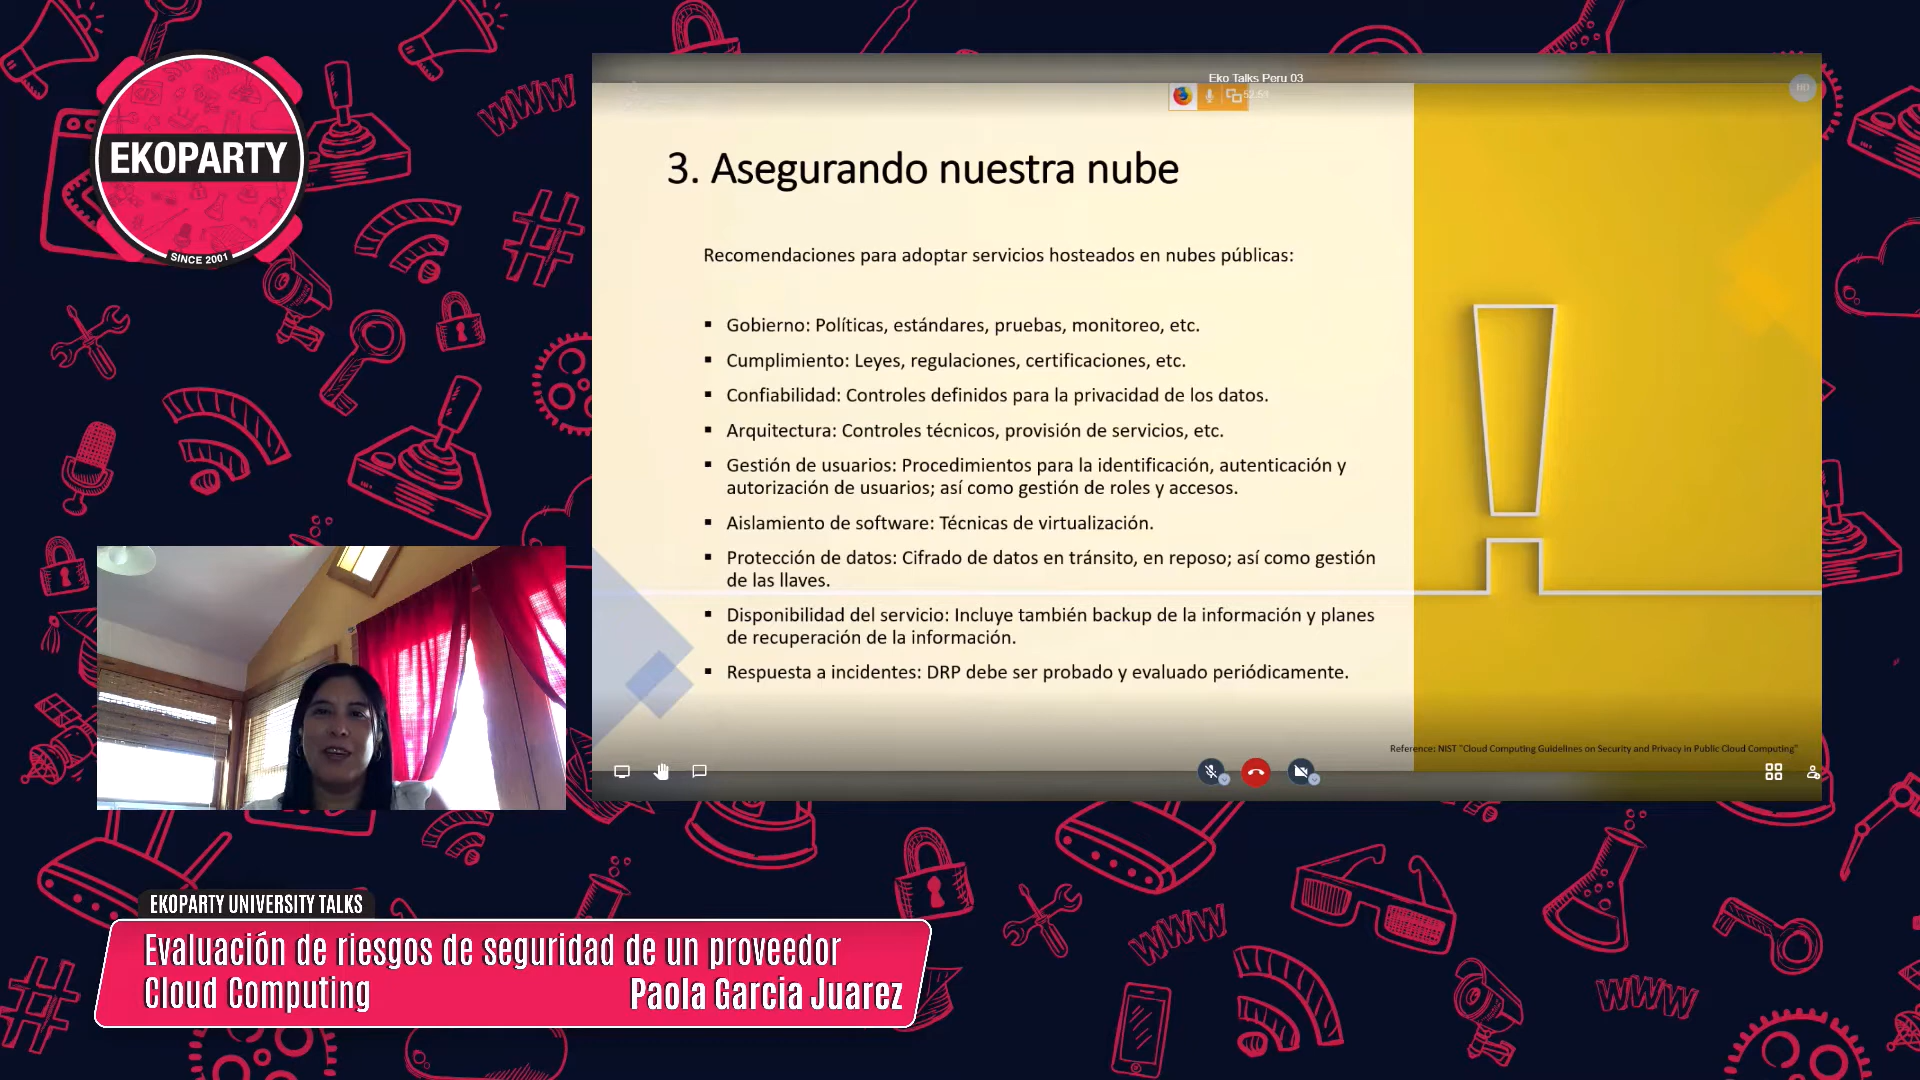 EKOPARTY
SINCE 2001
Eko Talks Peru 03
52:51
HD
3. Asegurando nuestra nube
Recomendaciones para adoptar servicios hosteados en nubes públicas:
▪ Gobierno: Políticas, estándares, pruebas, monitoreo, etc.
▪ Cumplimiento: Leyes, regulaciones, certificaciones, etc.
▪ Confiabilidad: Controles definidos para la privacidad de los datos.
▪ Arquitectura: Controles técnicos, provisión de servicios, etc.
▪ Gestión de usuarios: Procedimientos para la identificación, autenticación y
autorización de usuarios; así como gestión de roles y accesos.
▪ Aislamiento de software: Técnicas de virtualización.
▪ Protección de datos: Cifrado de datos en tránsito, en reposo; así como gestión
de las llaves.
▪ Disponibilidad del servicio: Incluye también backup de la información y planes
de recuperación de la información.
▪ Respuesta a incidentes: DRP debe ser probado y evaluado periódicamente.
Reference: NIST "Cloud Computing Guidelines on Security and Privacy in Public Cloud Computing"
EKOPARTY UNIVERSITY TALKS
Evaluación de riesgos de seguridad de un proveedor
Cloud Computing
Paola Garcia Juarez
WWW
WWW
WWW